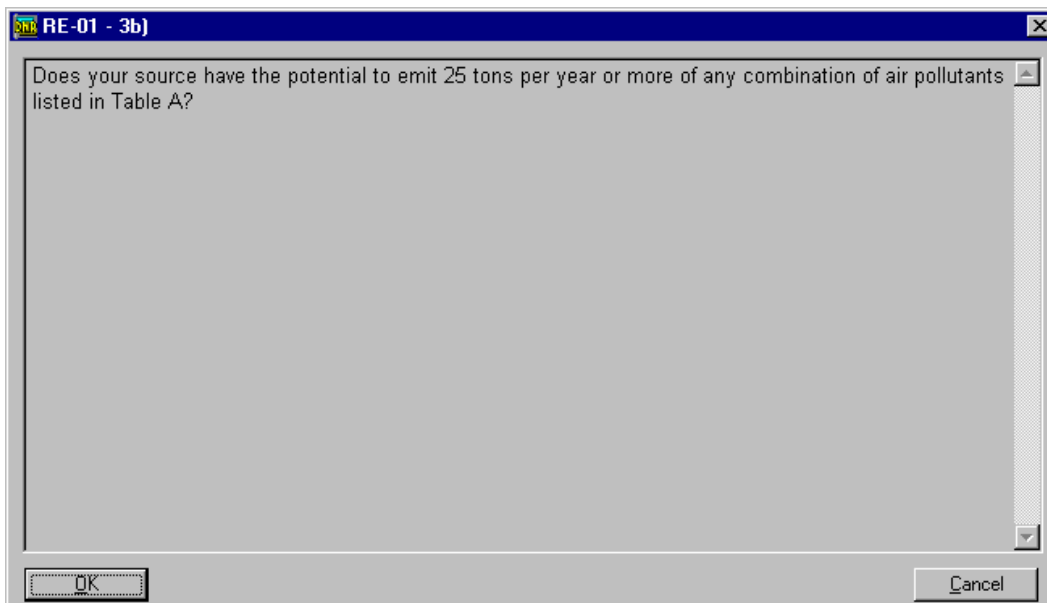 DNR RE-01 - 3b)
Does your source have the potential to emit 25 tons per year or more of any combination of air pollutants
listed in Table A?
OK
Cancel